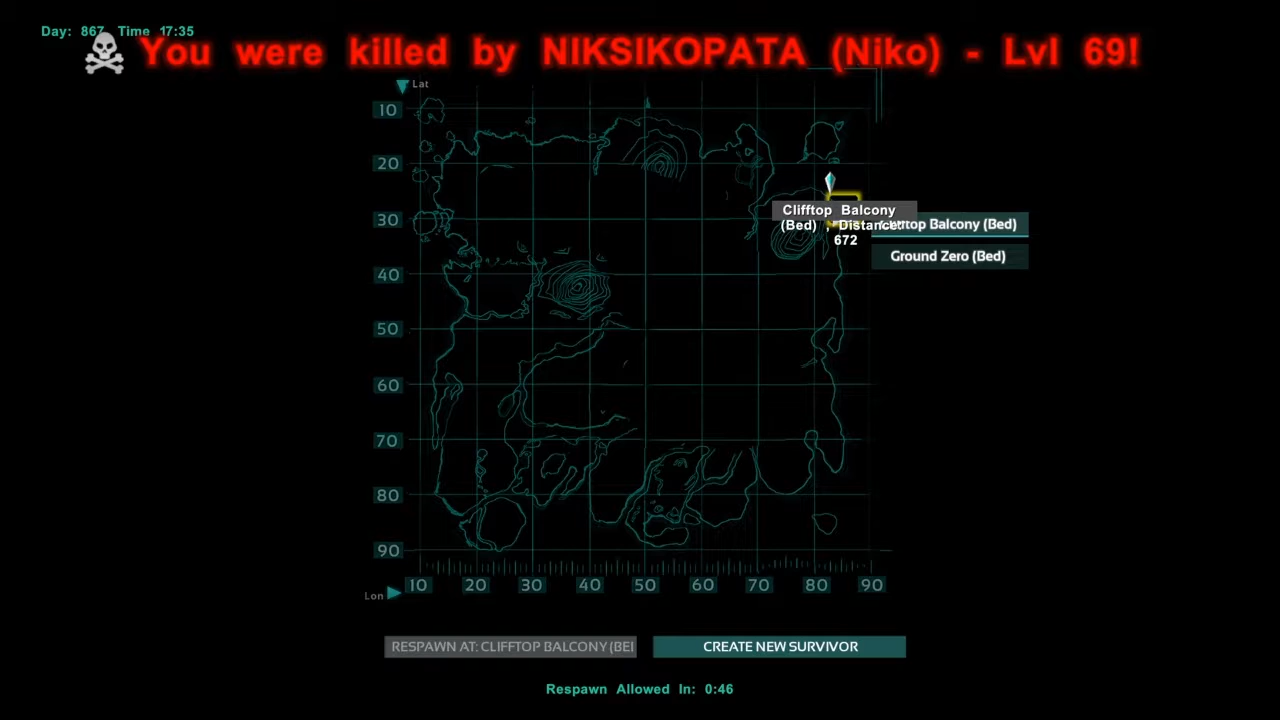 Day: 867, Time 17:35
You were killed by NIKSIKOPATA (Niko) - Lvl 69!
Lat
10
20
30
40
50
60
70
80
90
Clifftop Balcony
(Bed) , Distance:
672
Clifftop Balcony (Bed)
Ground Zero (Bed)
Lon
10 20 30 40 50 60 70 80 90
RESPAWN AT: CLIFFTOP BALCONY (BE
CREATE NEW SURVIVOR
Respawn Allowed In: 0:46